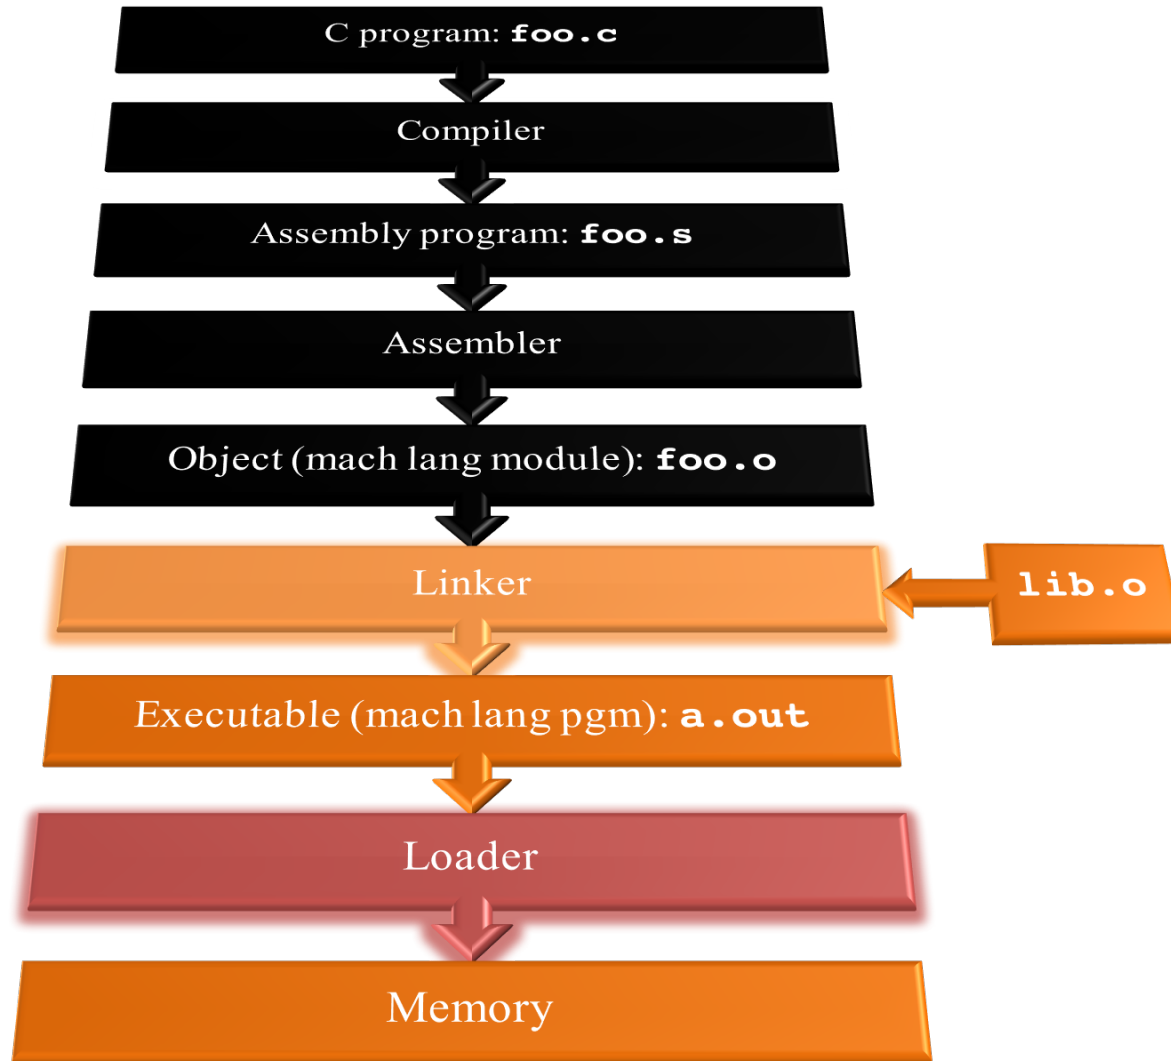 C program: foo.c
Compiler
Assembly program: foo.s
Assembler
Object (mach lang module): foo.o
Linker
lib.o
Executable (mach lang pgm): a.out
Loader
Memory